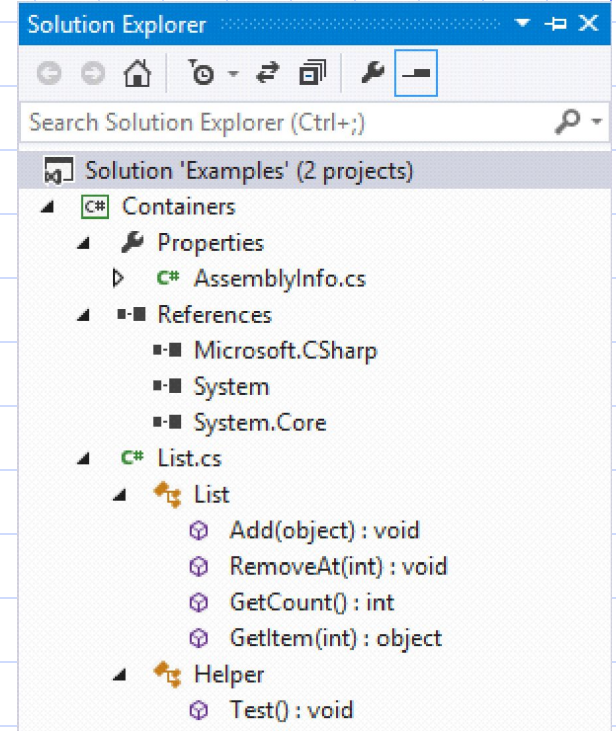 Solution Explorer
Search Solution Explorer (Ctrl+;)
Solution 'Examples' (2 projects)
C# Containers
Properties
C# AssemblyInfo.cs
References
Microsoft.CSharp
System
System.Core
C# List.cs
List
Add(object) : void
RemoveAt(int) : void
GetCount() : int
GetItem(int) : object
Helper
Test() : void